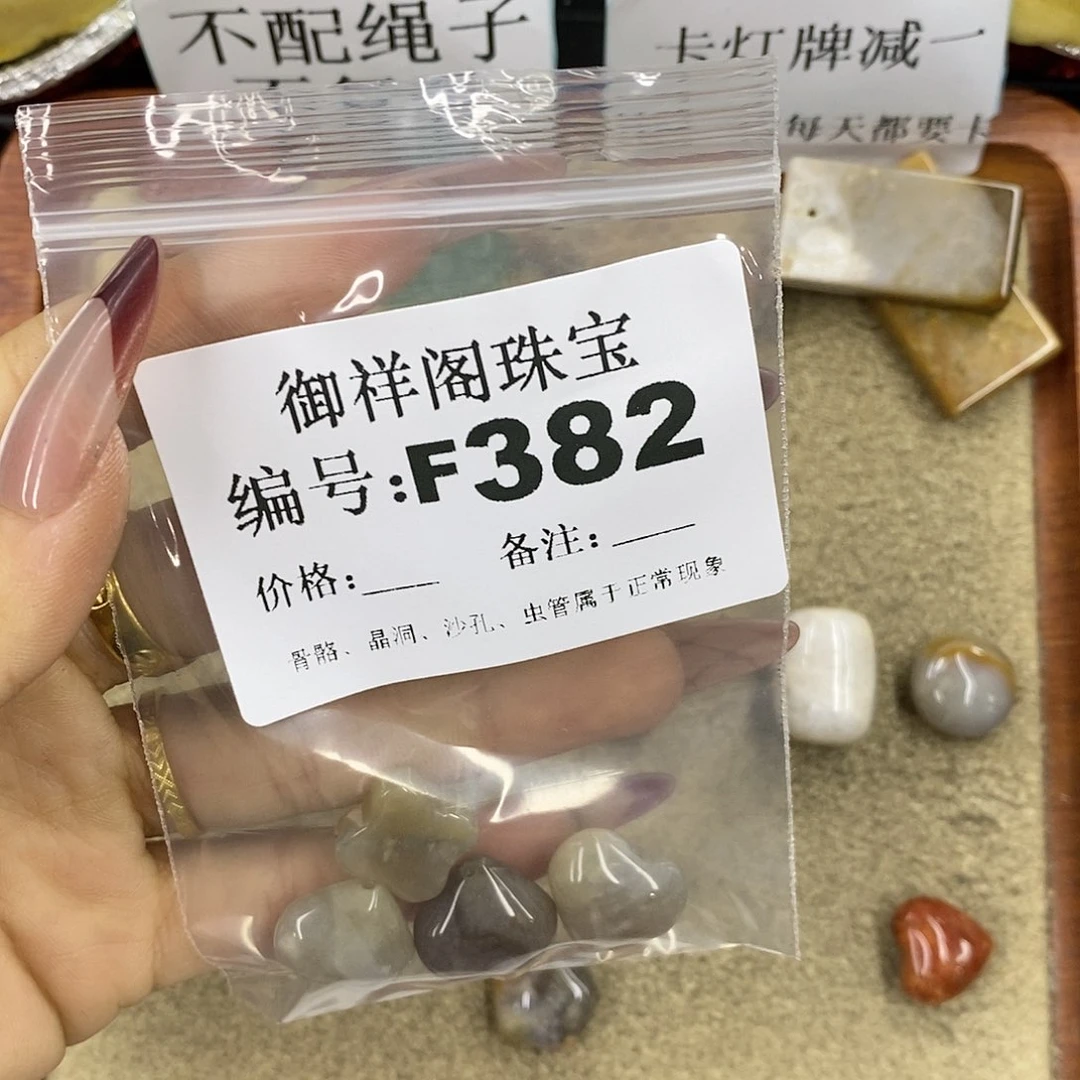 不配绳子
卡灯牌减一
每天都要卡
御祥阁珠宝
编号:F382
价格:___ 备注:____
骨骼、晶洞、沙孔、虫管属于正常现象